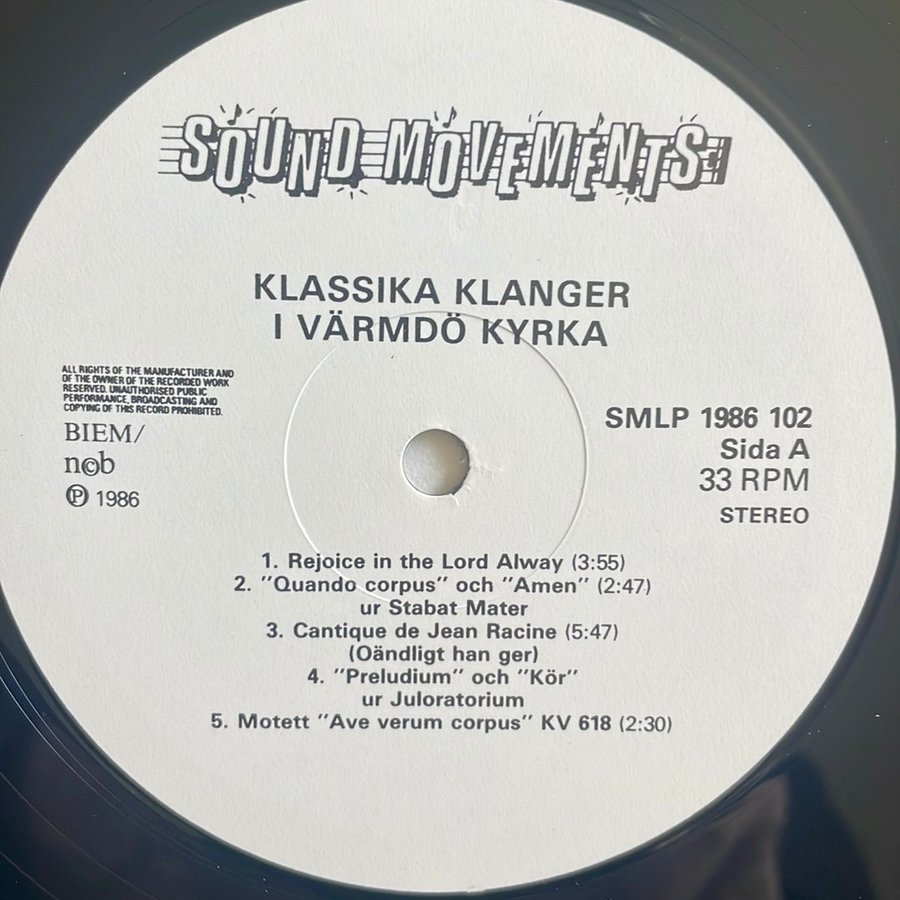 SOUND MOVEMENTS
KLASSIKA KLANGER
I VÄRMDÖ KYRKA
ALL RIGHTS OF THE MANUFACTURER AND
OF THE OWNER OF THE RECORDED WORK
RESERVED. UNAUTHORISED PUBLIC
PERFORMANCE, BROADCASTING AND
COPYING OF THIS RECORD PROHIBITED.
BIEM/
n©b
℗ 1986
SMLP 1986 102
Sida A
33 RPM
STEREO
1. Rejoice in the Lord Alway (3:55)
2. "Quando corpus" och "Amen" (2:47)
ur Stabat Mater
3. Cantique de Jean Racine (5:47)
(Oändligt han ger)
4. "Preludium" och "Kör"
ur Juloratorium
5. Motett "Ave verum corpus" KV 618 (2:30)